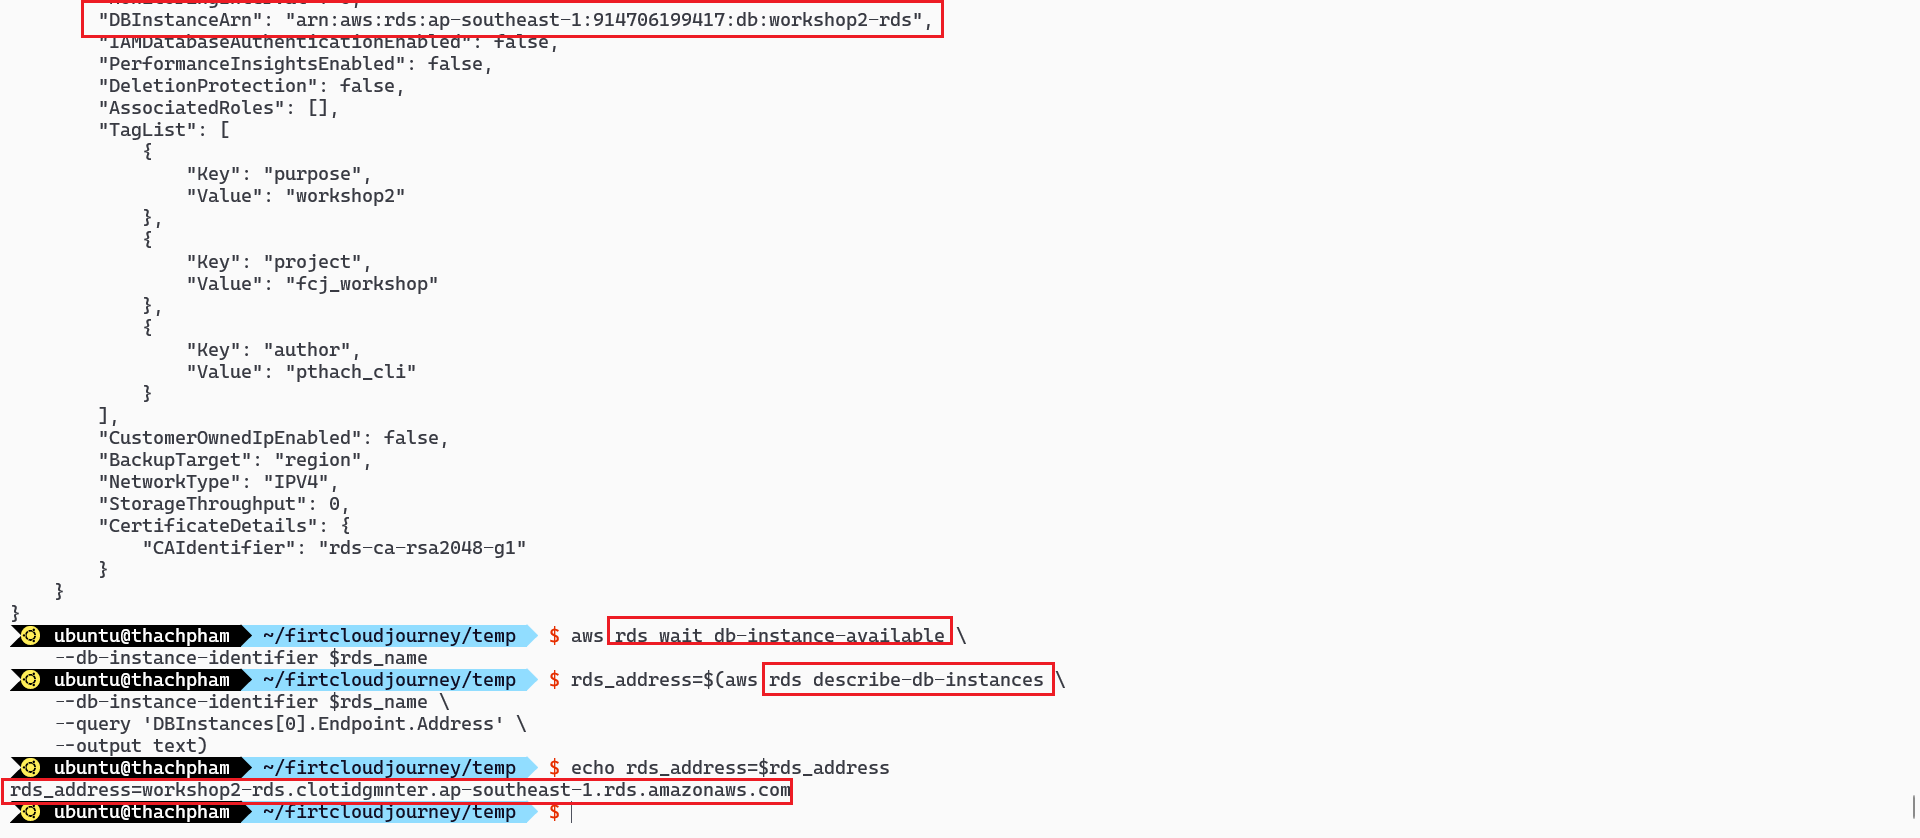 "DBInstanceArn": "arn:aws:rds:ap-southeast-1:914706199417:db:workshop2-rds",
"IAMDatabaseAuthenticationEnabled": false,
"PerformanceInsightsEnabled": false,
"DeletionProtection": false,
"AssociatedRoles": [],
"TagList": [
{
"Key": "purpose",
"Value": "workshop2"
},
{
"Key": "project",
"Value": "fcj_workshop"
},
{
"Key": "author",
"Value": "pthach_cli"
}
],
"CustomerOwnedIpEnabled": false,
"BackupTarget": "region",
"NetworkType": "IPV4",
"StorageThroughput": 0,
"CertificateDetails": {
"CAIdentifier": "rds-ca-rsa2048-g1"
}
}
}
ubuntu@thachpham ~/firtcloudjourney/temp $ aws rds wait db-instance-available \
--db-instance-identifier $rds_name
ubuntu@thachpham ~/firtcloudjourney/temp $ rds_address=$(aws rds describe-db-instances \
--db-instance-identifier $rds_name \
--query 'DBInstances[0].Endpoint.Address' \
--output text)
ubuntu@thachpham ~/firtcloudjourney/temp $ echo rds_address=$rds_address
rds_address=workshop2-rds.clotidgmnter.ap-southeast-1.rds.amazonaws.com
ubuntu@thachpham ~/firtcloudjourney/temp $